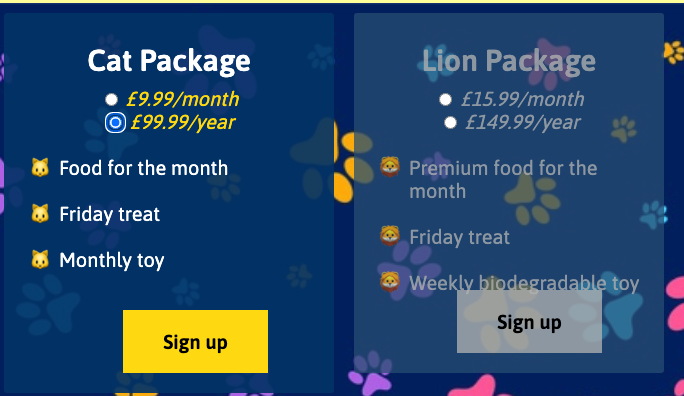 Cat Package
£9.99/month
£99.99/year
Food for the month
Friday treat
Monthly toy
Sign up
Lion Package
£15.99/month
£149.99/year
Premium food for the
month
Friday treat
Weekly biodegradable toy
Sign up